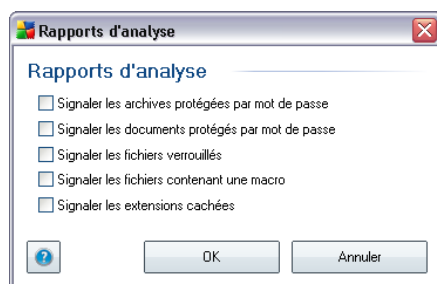 Rapports d'analyse
Rapports d'analyse
Signaler les archives protégées par mot de passe
Signaler les documents protégés par mot de passe
Signaler les fichiers verrouillés
Signaler les fichiers contenant une macro
Signaler les extensions cachées
?
OK
Annuler